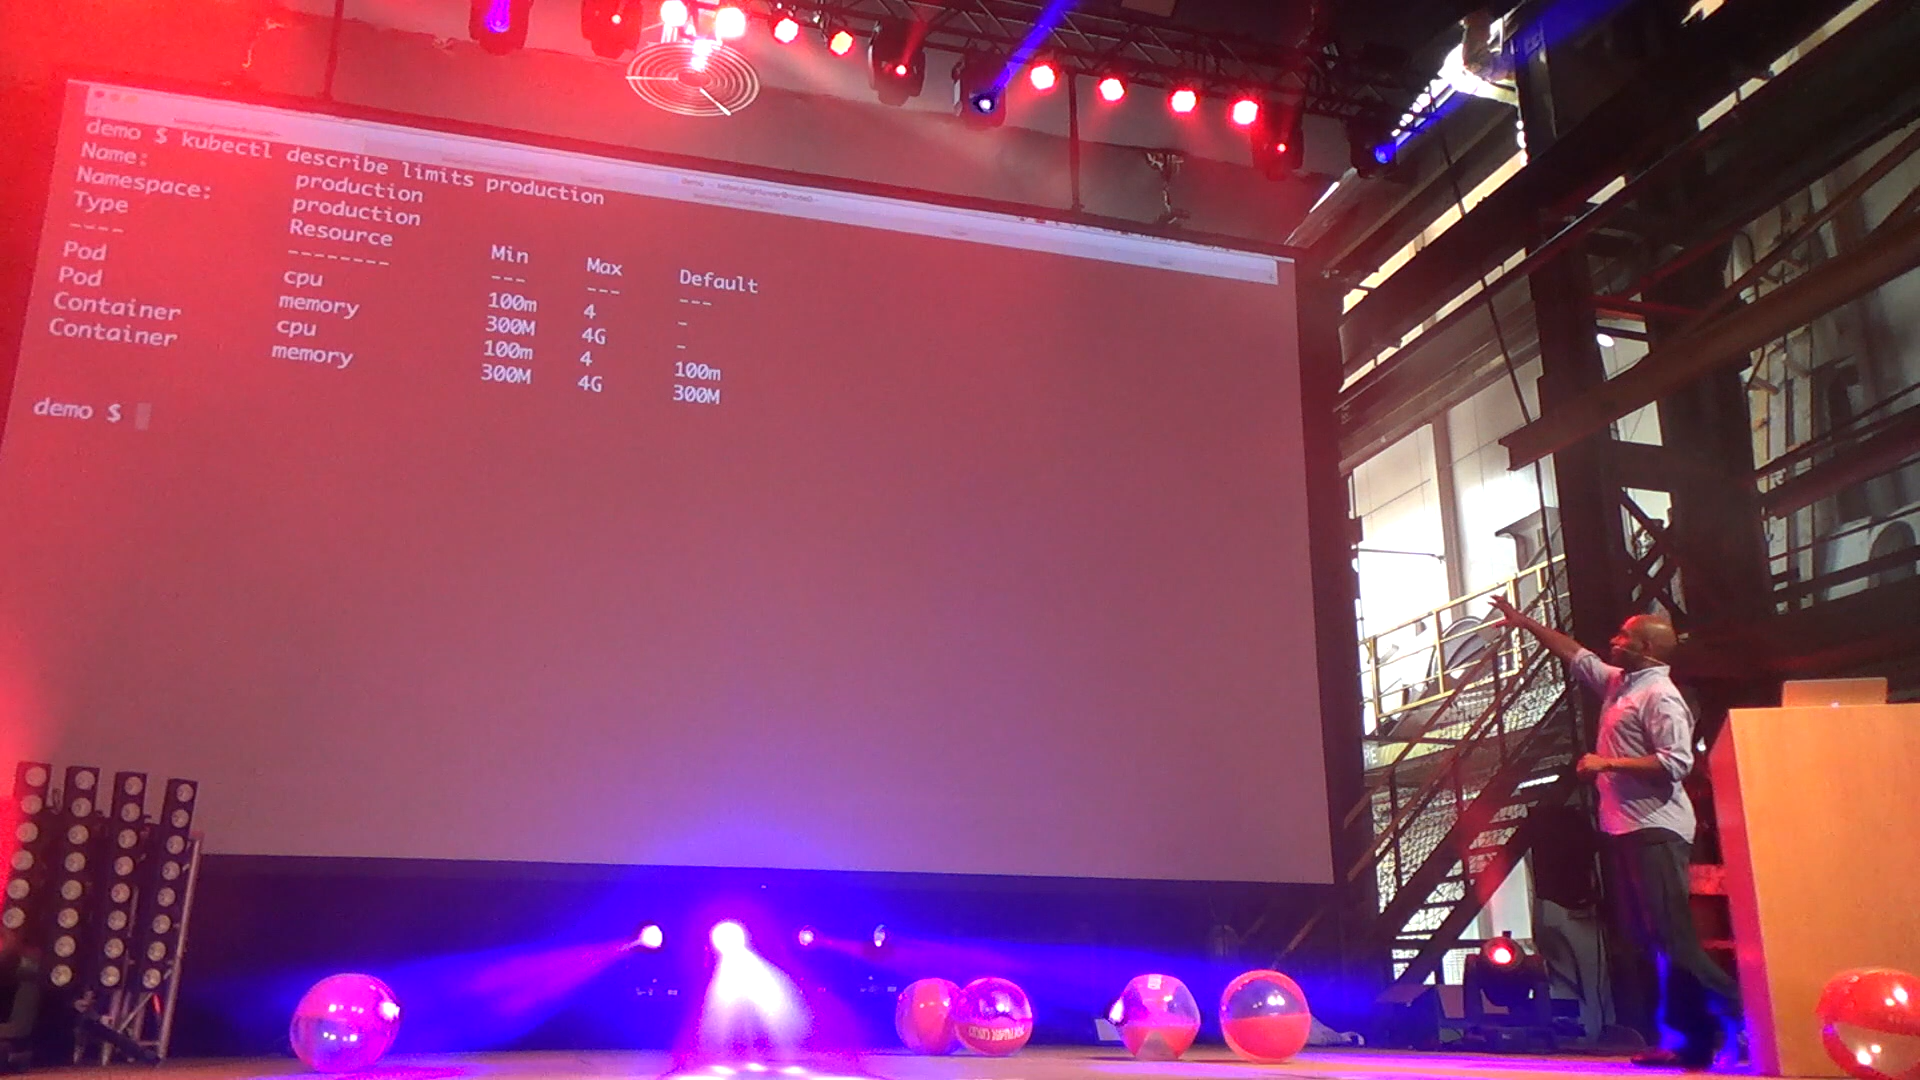 demo $ kubectl describe limits production
Name: production
Namespace: production
Type Resource Min Max Default
---- -------- --- --- ---
Pod cpu 100m 4 -
Pod memory 300M 4G -
Container cpu 100m 4 100m
Container memory 300M 4G 300M
demo $